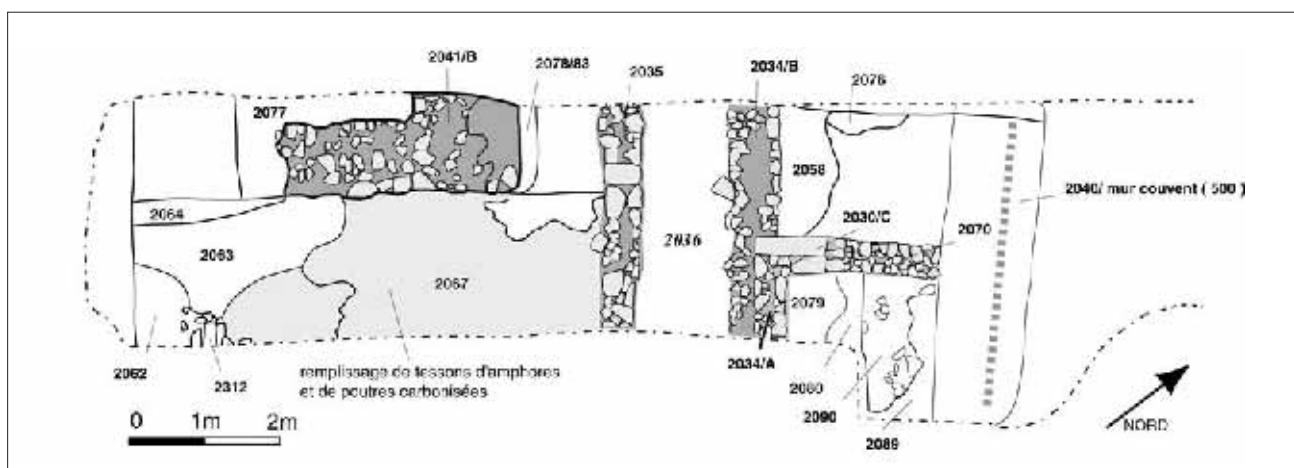 2041/B
2078/83
2035
2034/B
2076
2077
2058
2040/ mur couvent ( 500 )
2064
2030/C
2036
2070
2063
2067
2079
2062
2312
remplissage de tessons d'amphores
et de poutres carbonisées
2034/A
2080
2090
2089
0 1m 2m
NORD